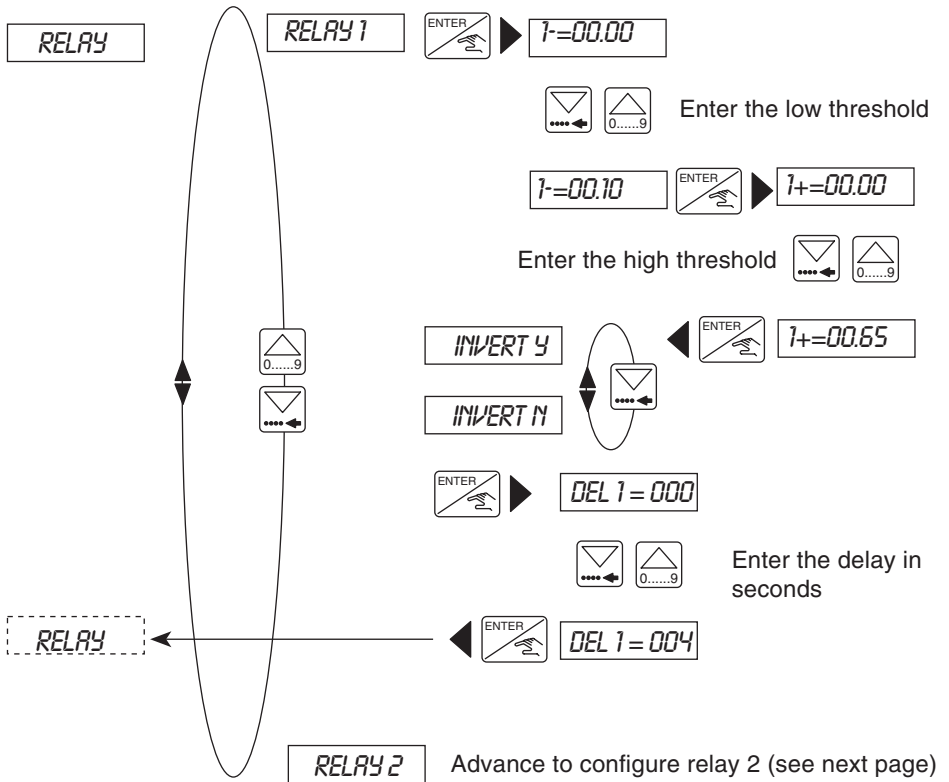 RELAY
RELAY 1
ENTER
1-=00.00
0......9
Enter the low threshold
1-=00.10
ENTER
1+=00.00
Enter the high threshold
0......9
INVERT Y
ENTER
1+=00.65
0......9
INVERT N
ENTER
DEL 1 = 000
0......9
Enter the delay in
seconds
RELAY
ENTER
DEL 1 = 004
RELAY 2
Advance to configure relay 2 (see next page)